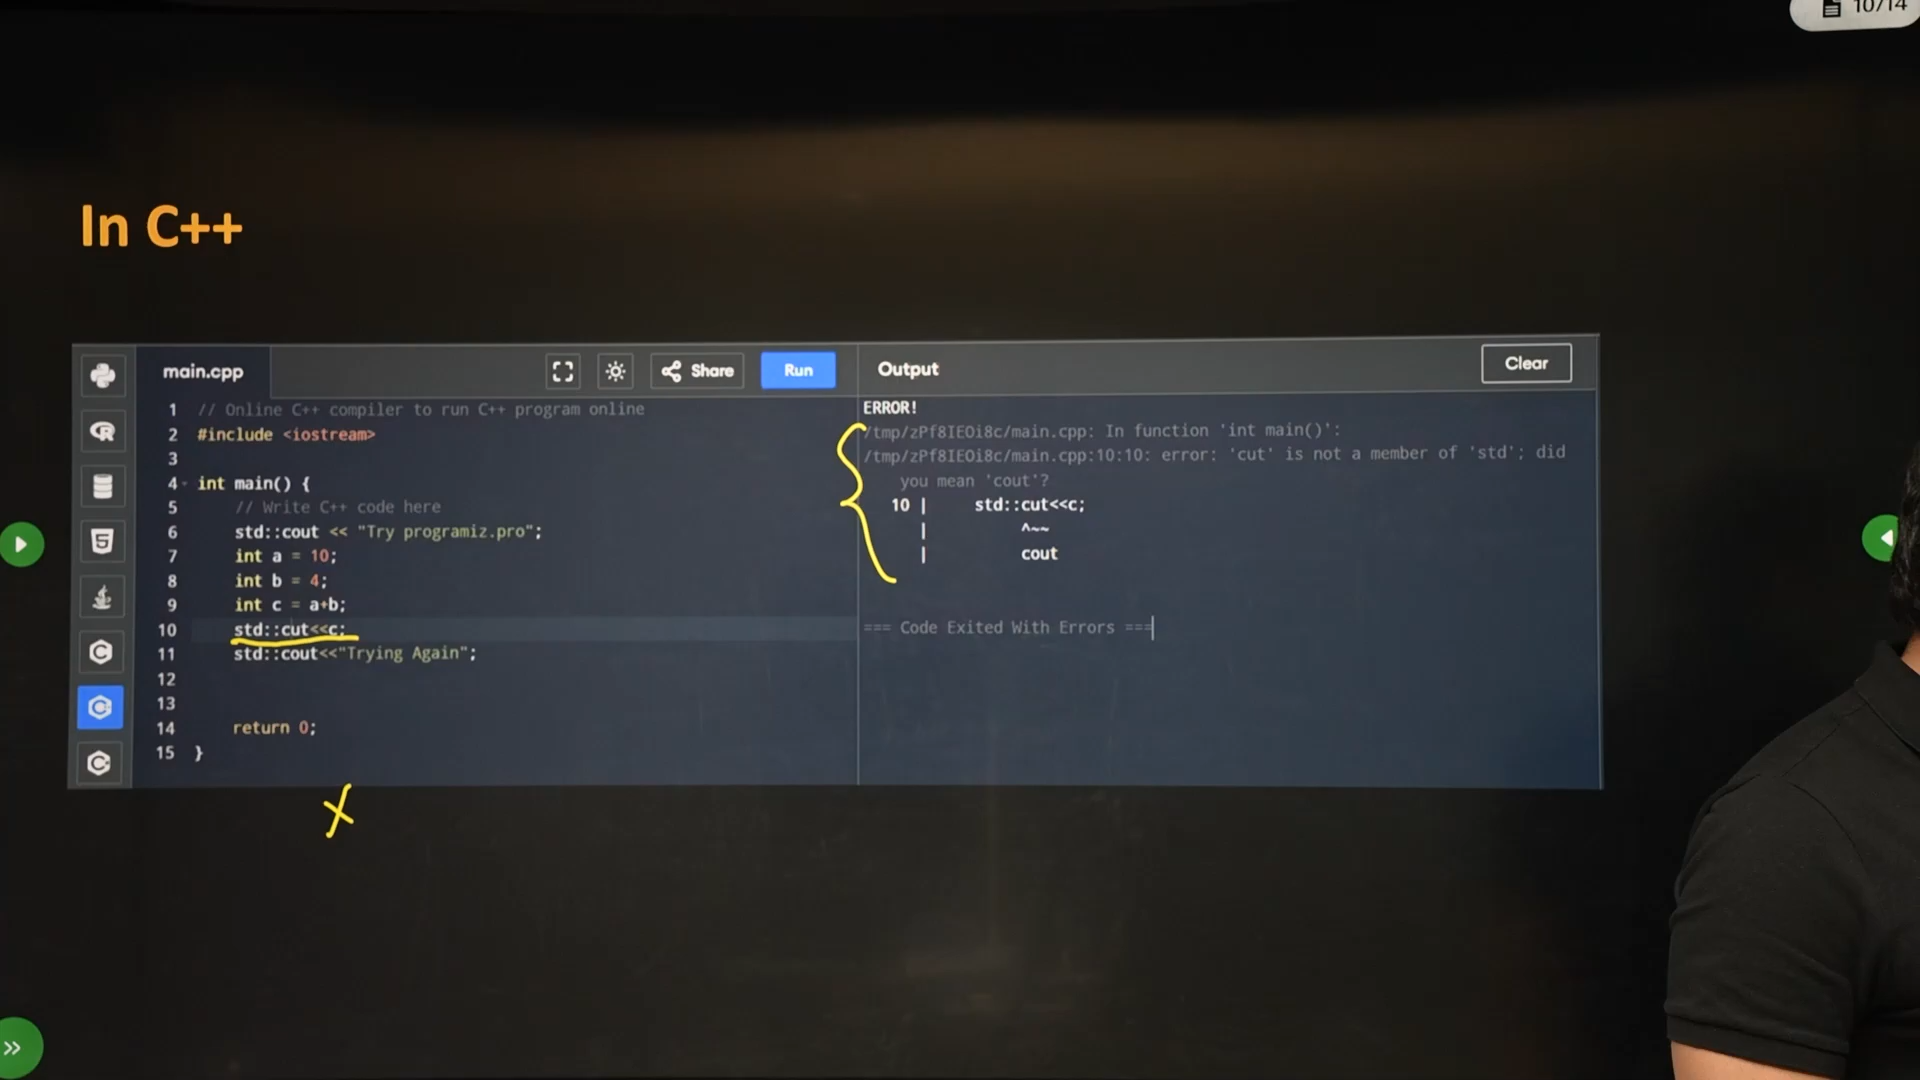 10/14
In C++
main.cpp
Share
Run
Output
Clear
1 // Online C++ compiler to run C++ program online
2 #include <iostream>
3
4 int main() {
5 // Write C++ code here
6 std::cout << "Try programiz.pro";
7 int a = 10;
8 int b = 4;
9 int c = a+b;
10 std::cut<<c;
11 std::cout<<"Trying Again";
12
13
14 return 0;
15 }
ERROR!
/tmp/zPf8IEOi8c/main.cpp: In function 'int main()':
/tmp/zPf8IEOi8c/main.cpp:10:10: error: 'cut' is not a member of 'std'; did
you mean 'cout'?
10 | std::cut<<c;
| ^~~
| cout
=== Code Exited With Errors ===
X